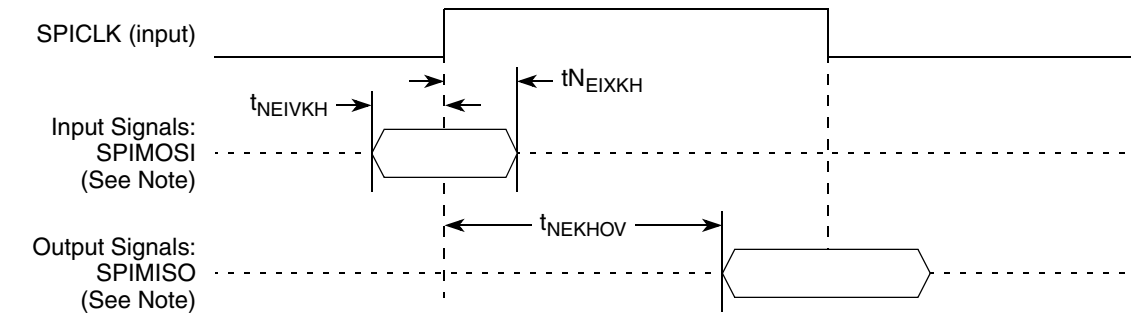 SPICLK (input)
tNEIXKH
tNEIVKH
Input Signals:
SPIMOSI
(See Note)
tNEKHOV
Output Signals:
SPIMISO
(See Note)